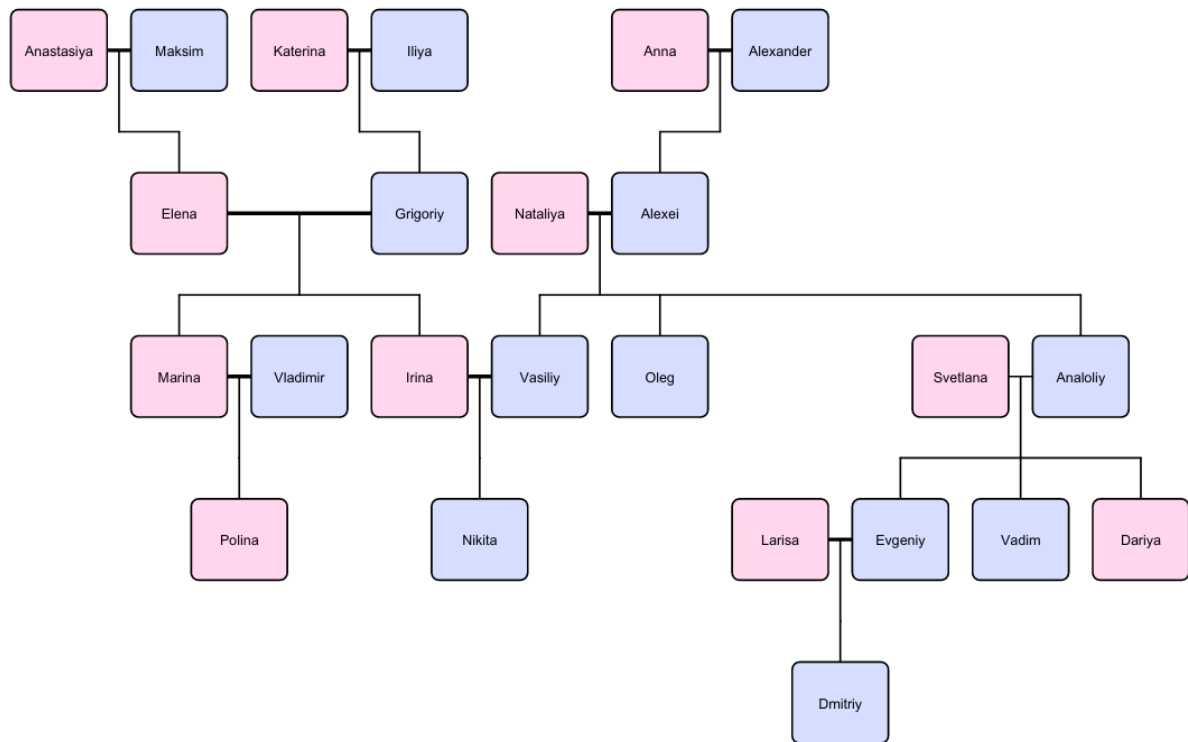 Anastasiya
Maksim
Katerina
Iliya
Anna
Alexander
Elena
Grigoriy
Nataliya
Alexei
Marina
Vladimir
Irina
Vasiliy
Oleg
Svetlana
Analoliy
Polina
Nikita
Larisa
Evgeniy
Vadim
Dariya
Dmitriy